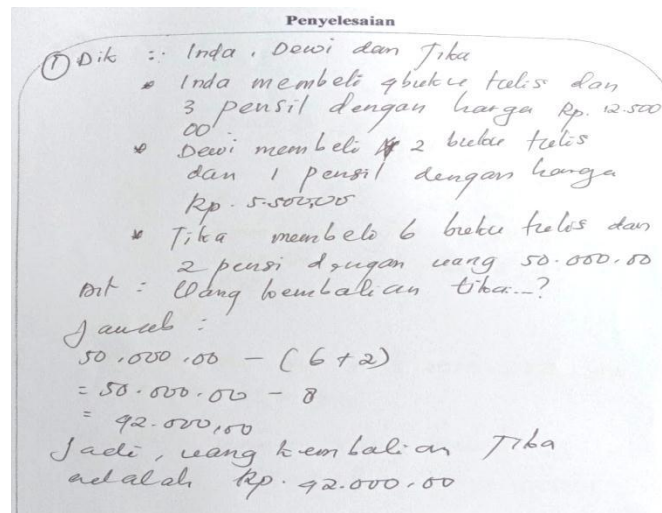 Penyelesaian
① Dik : Inda, Dewi dan Tika
• Inda membeli 4 buku tulis dan
3 pensil dengan harga Rp. 12.500
00
• Dewi membeli 2 buku tulis
dan 1 pensil dengan harga
Rp. 5.500,00
• Tika membeli 6 buku tulis dan
2 pensi dengan uang 50.000.00
Dit : Uang kembalian tika...?
Jawab :
50.000.00 - (6+2)
= 50.000.00 - 8
= 42.000,00
Jadi, uang kembalian Tika
adalah Rp. 42.000.00